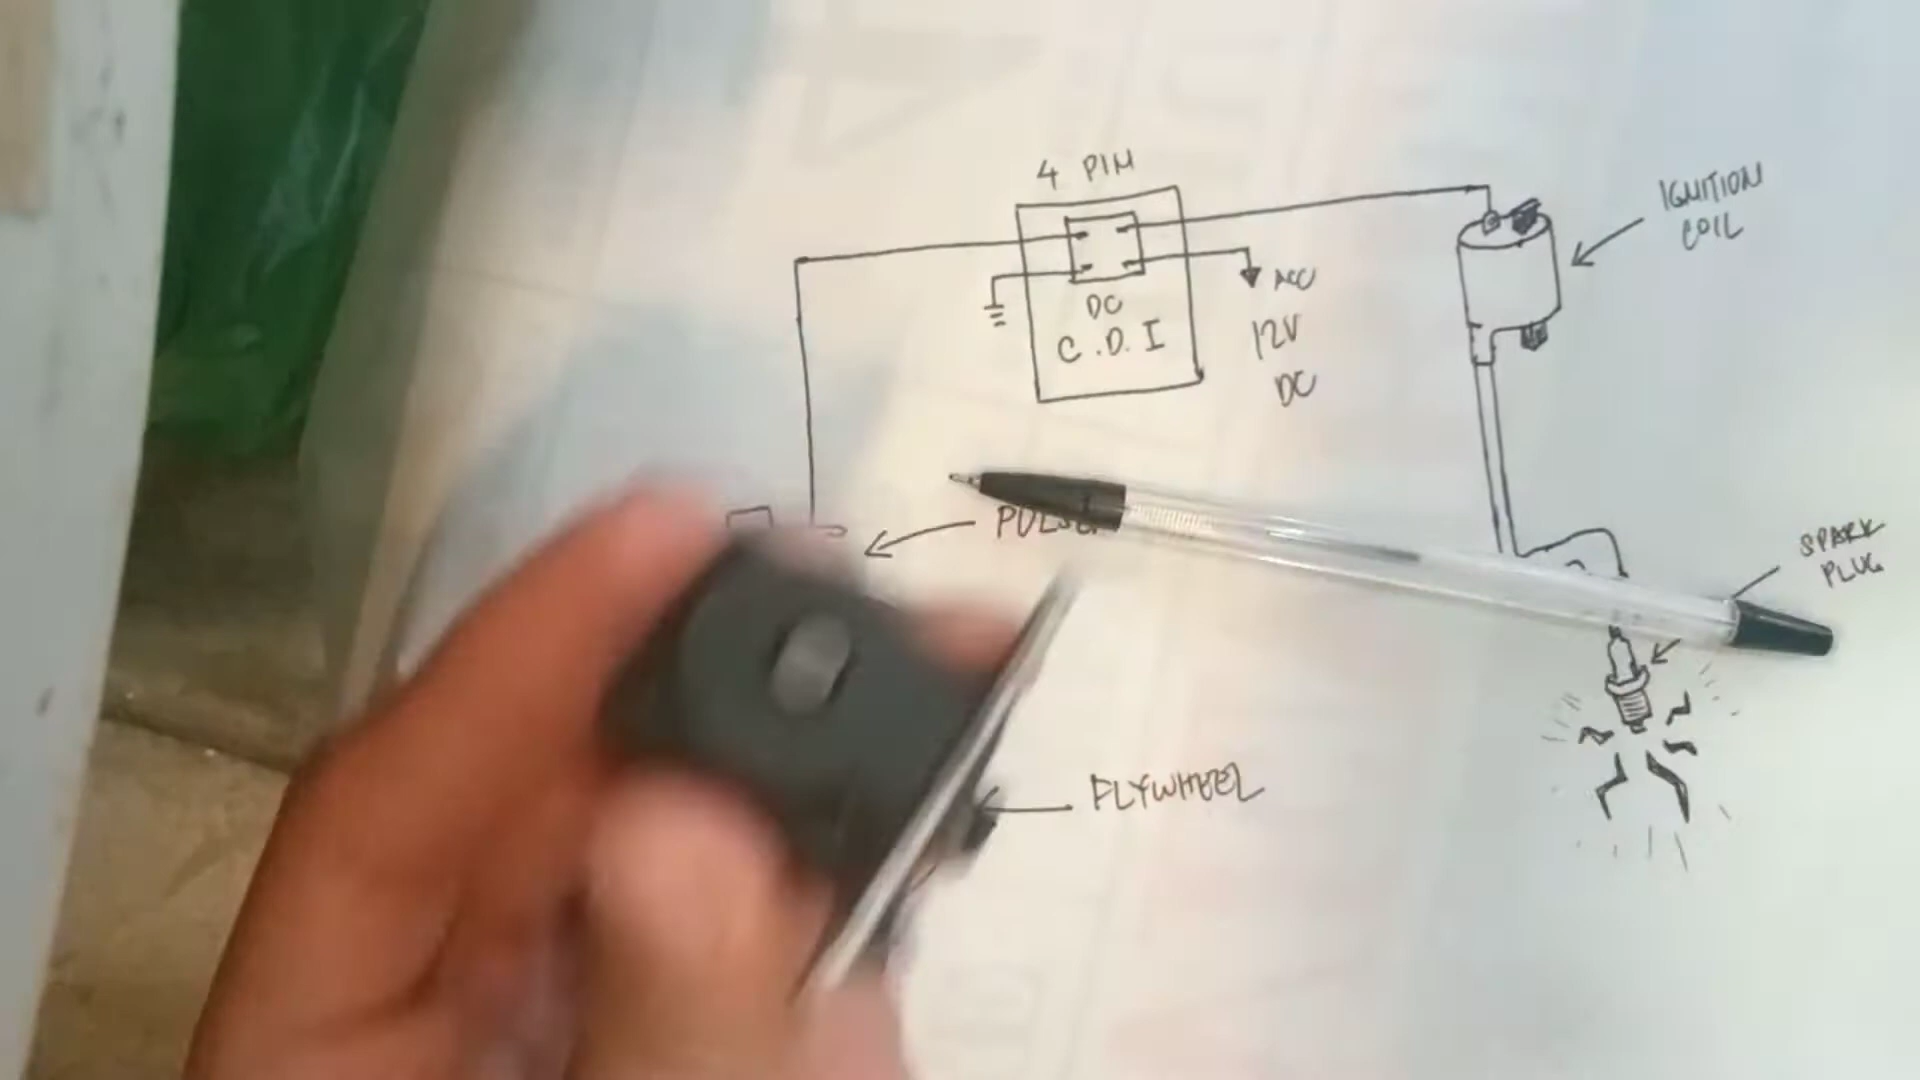 4 PIN
DC
C.D.I
ACC
12V
DC
IGNITION
COIL
FLYWHEEL
SPARK
PLUG